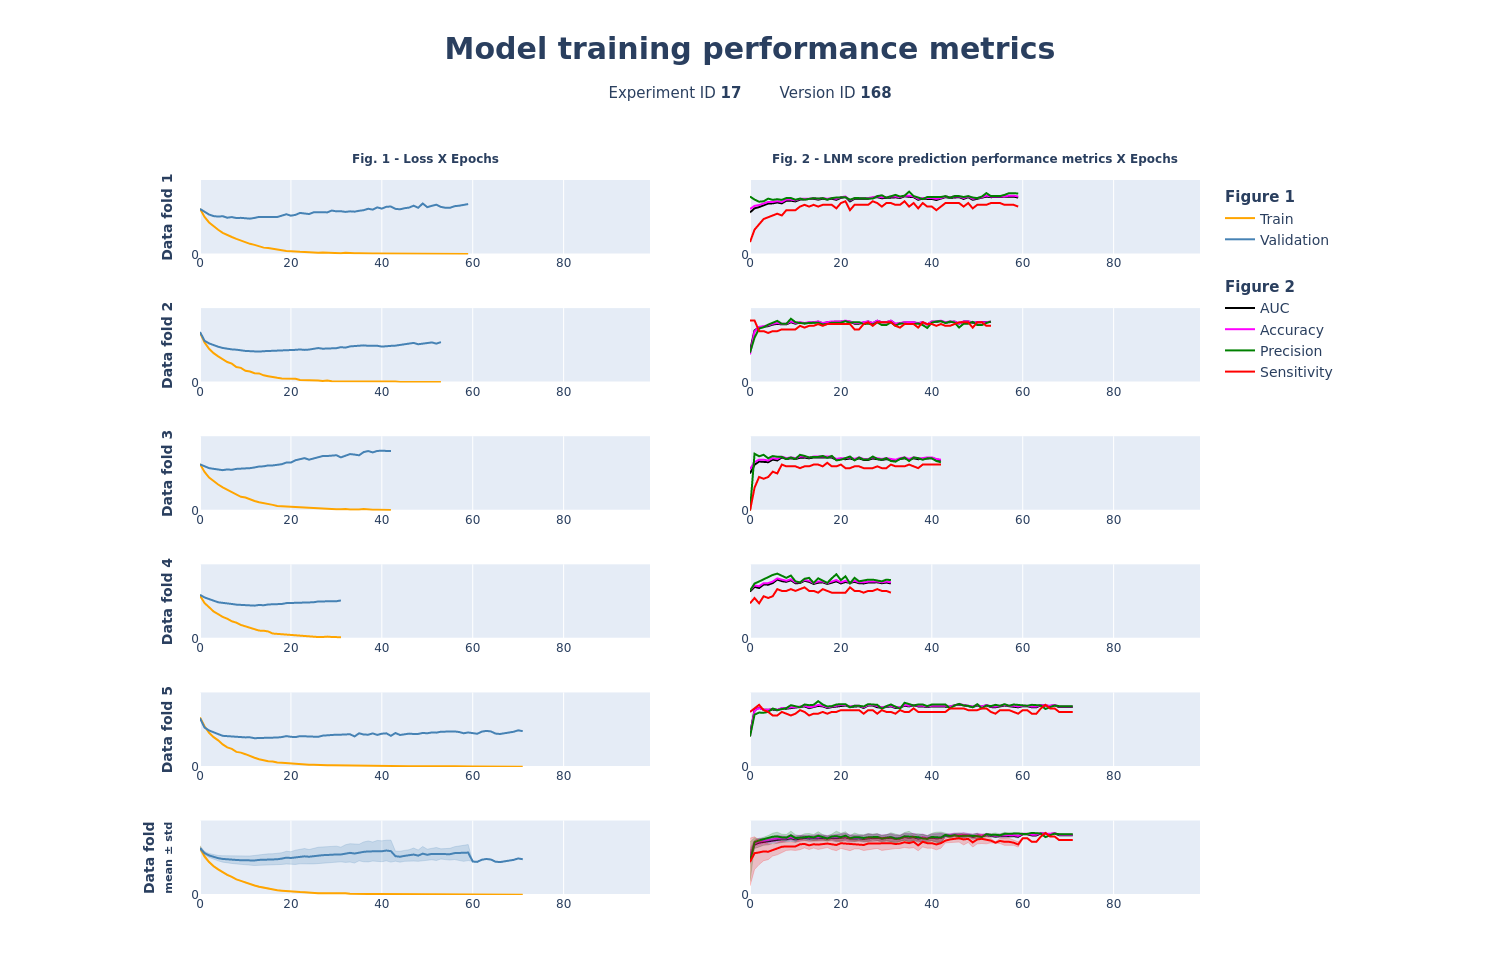 Model training performance metrics
Experiment ID 17 Version ID 168
Fig. 1 - Loss X Epochs
Fig. 2 - LNM score prediction performance metrics X Epochs
Data fold 1
0
0 20 40 60 80
0
0 20 40 60 80
Figure 1
Train
Validation
Figure 2
AUC
Accuracy
Precision
Sensitivity
Data fold 2
0
0 20 40 60 80
0
0 20 40 60 80
Data fold 3
0
0 20 40 60 80
0
0 20 40 60 80
Data fold 4
0
0 20 40 60 80
0
0 20 40 60 80
Data fold 5
0
0 20 40 60 80
0
0 20 40 60 80
Data fold
mean ± std
0
0 20 40 60 80
0
0 20 40 60 80